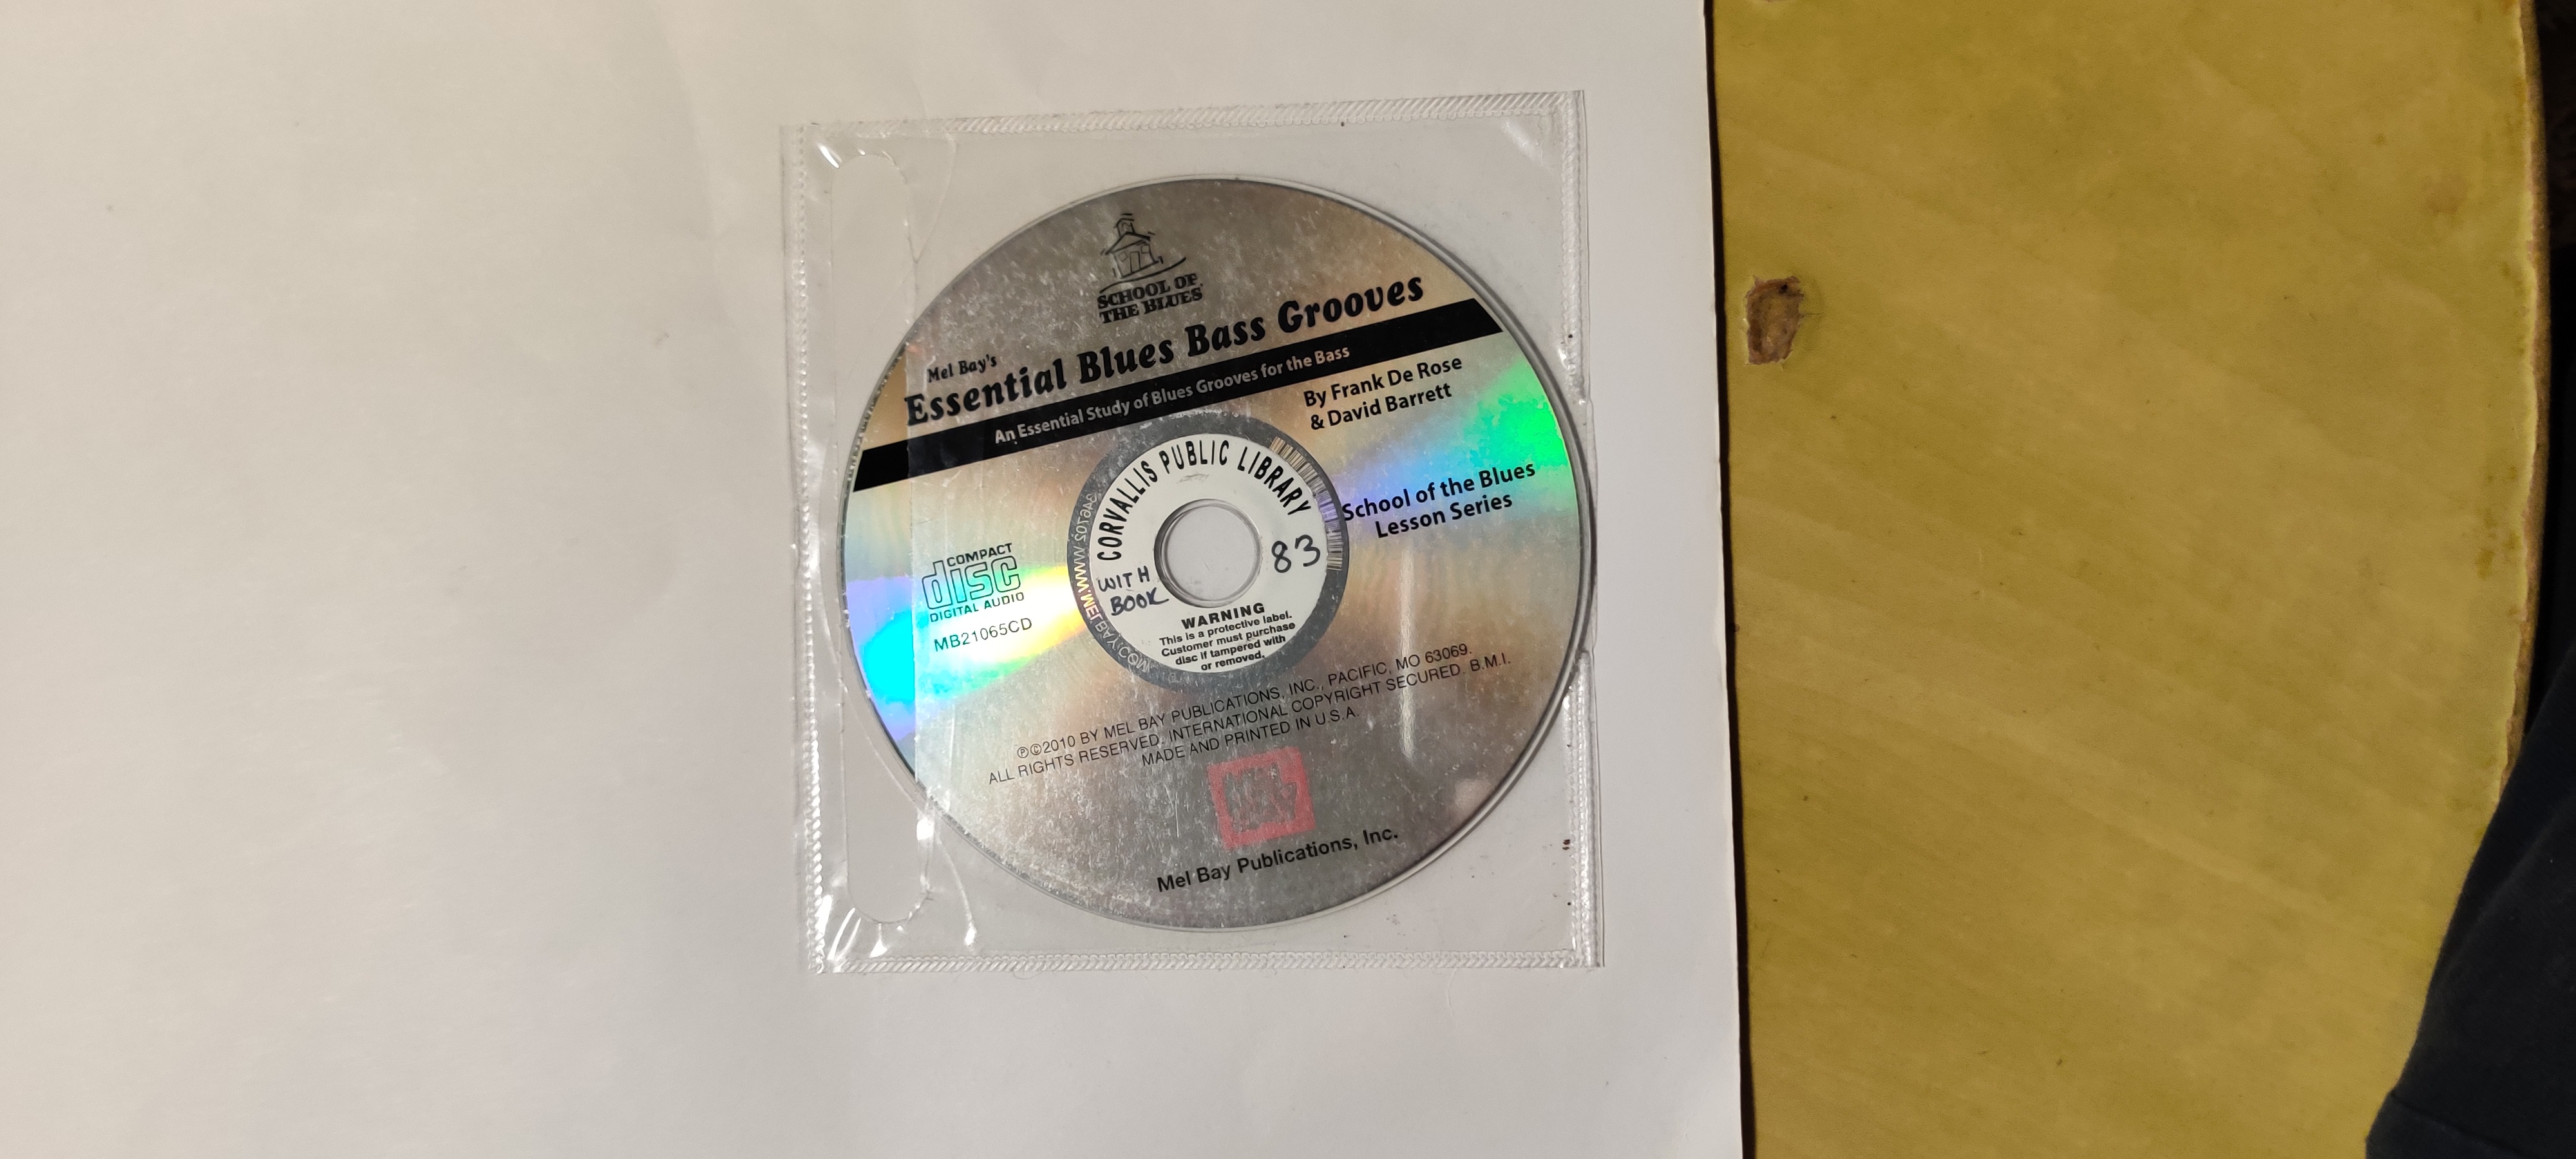 SCHOOL OF
THE BLUES
Mel Bay's
Essential Blues Bass Grooves
An Essential Study of Blues Grooves for the Bass
By Frank De Rose
& David Barrett
School of the Blues
Lesson Series
COMPACT
disc
DIGITAL AUDIO
MB21065CD
CORVALLIS PUBLIC LIBRARY
83
WITH
BOOK
WARNING
This is a protective label.
Customer must purchase
disc if tampered with
or removed.
WWW.MELBAY.COM
℗©2010 BY MEL BAY PUBLICATIONS, INC., PACIFIC, MO 63069.
ALL RIGHTS RESERVED. INTERNATIONAL COPYRIGHT SECURED. B.M.I.
MADE AND PRINTED IN U.S.A.
MEL BAY
Mel Bay Publications, Inc.